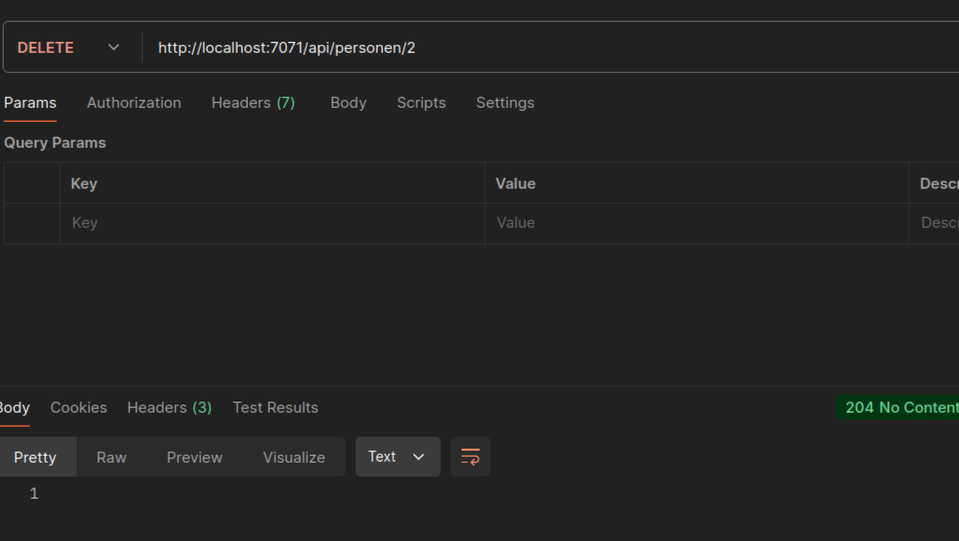 DELETE http://localhost:7071/api/personen/2
Params Authorization Headers (7) Body Scripts Settings
Query Params
Key Value Descr
Key Value Descr
Body Cookies Headers (3) Test Results 204 No Content
Pretty Raw Preview Visualize Text
1